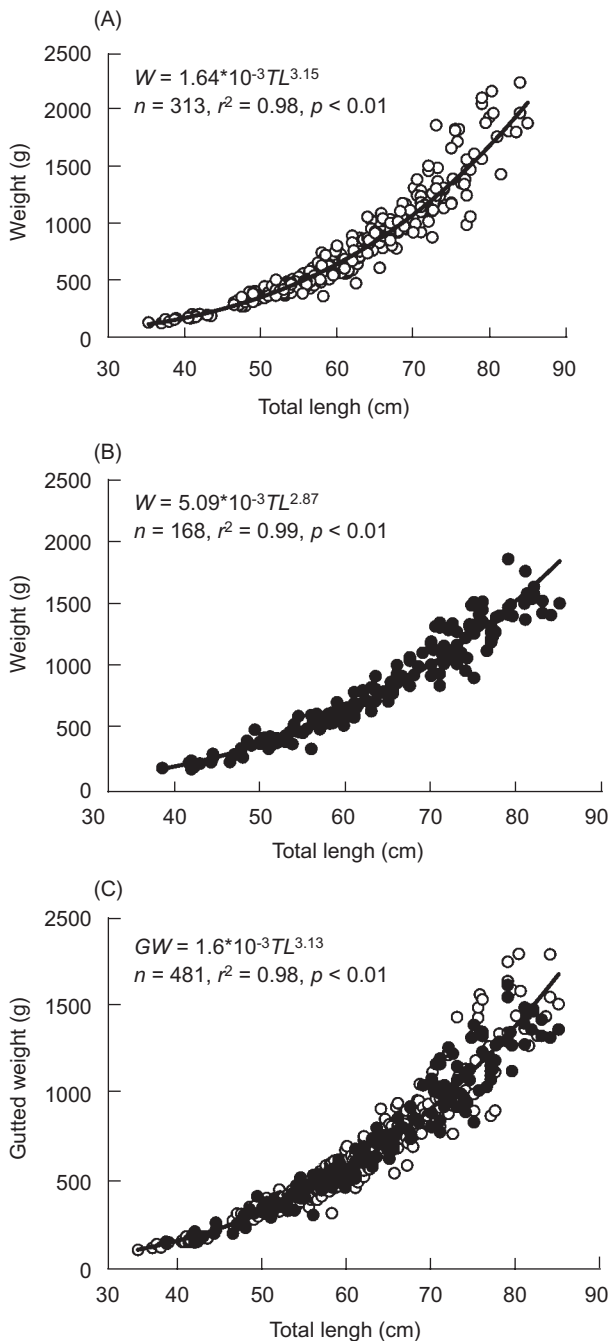 (A)
2500
2000
1500
1000
500
0
Weight (g)
W = 1.64*10⁻³TL³·¹⁵
n = 313, r² = 0.98, p < 0.01
30 40 50 60 70 80 90
Total lengh (cm)
(B)
2500
2000
1500
1000
500
0
Weight (g)
W = 5.09*10⁻³TL²·⁸⁷
n = 168, r² = 0.99, p < 0.01
30 40 50 60 70 80 90
Total lengh (cm)
(C)
2500
1500
1000
500
0
Gutted weight (g)
GW = 1.6*10⁻³TL³·¹³
n = 481, r² = 0.98, p < 0.01
30 40 50 60 70 80 90
Total lengh (cm)